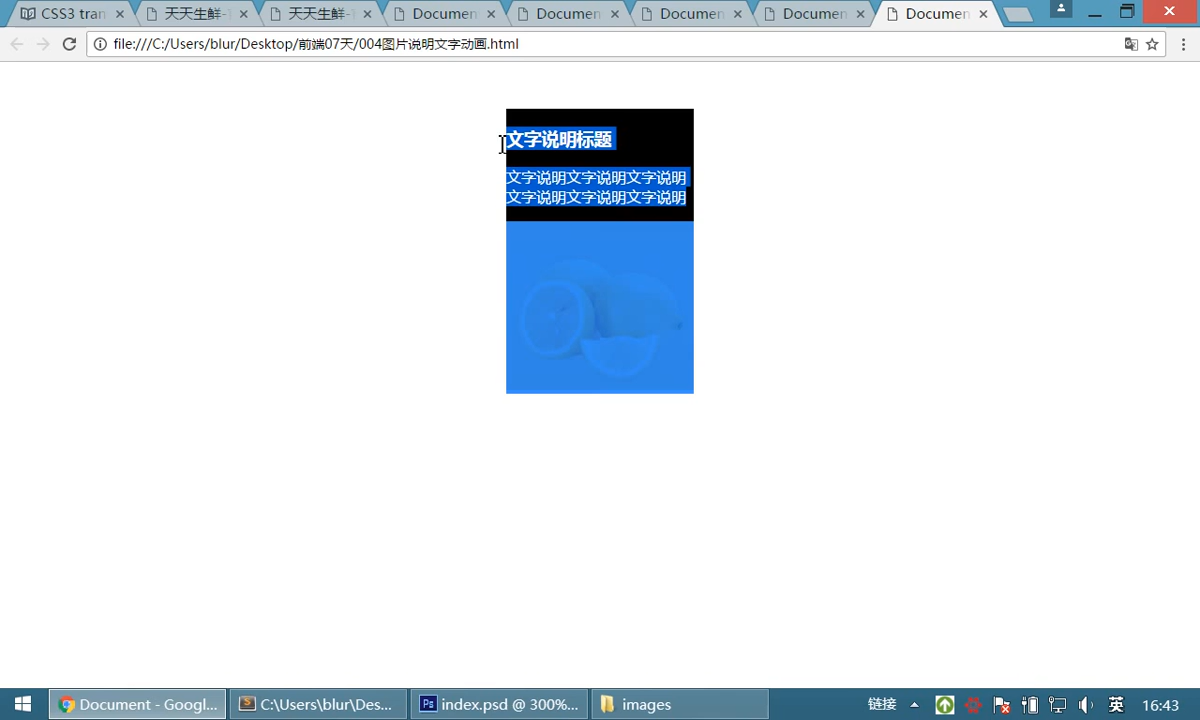 CSS3 tran
天天生鲜-
天天生鲜-
Documen
Documen
Documen
Documen
Documen
file:///C:/Users/blur/Desktop/前端07天/004图片说明文字动画.html
文字说明标题
文字说明文字说明文字说明
文字说明文字说明文字说明
Document - Googl...
C:\Users\blur\Des...
Ps
index.psd @ 300%...
images
链接
英
16:43